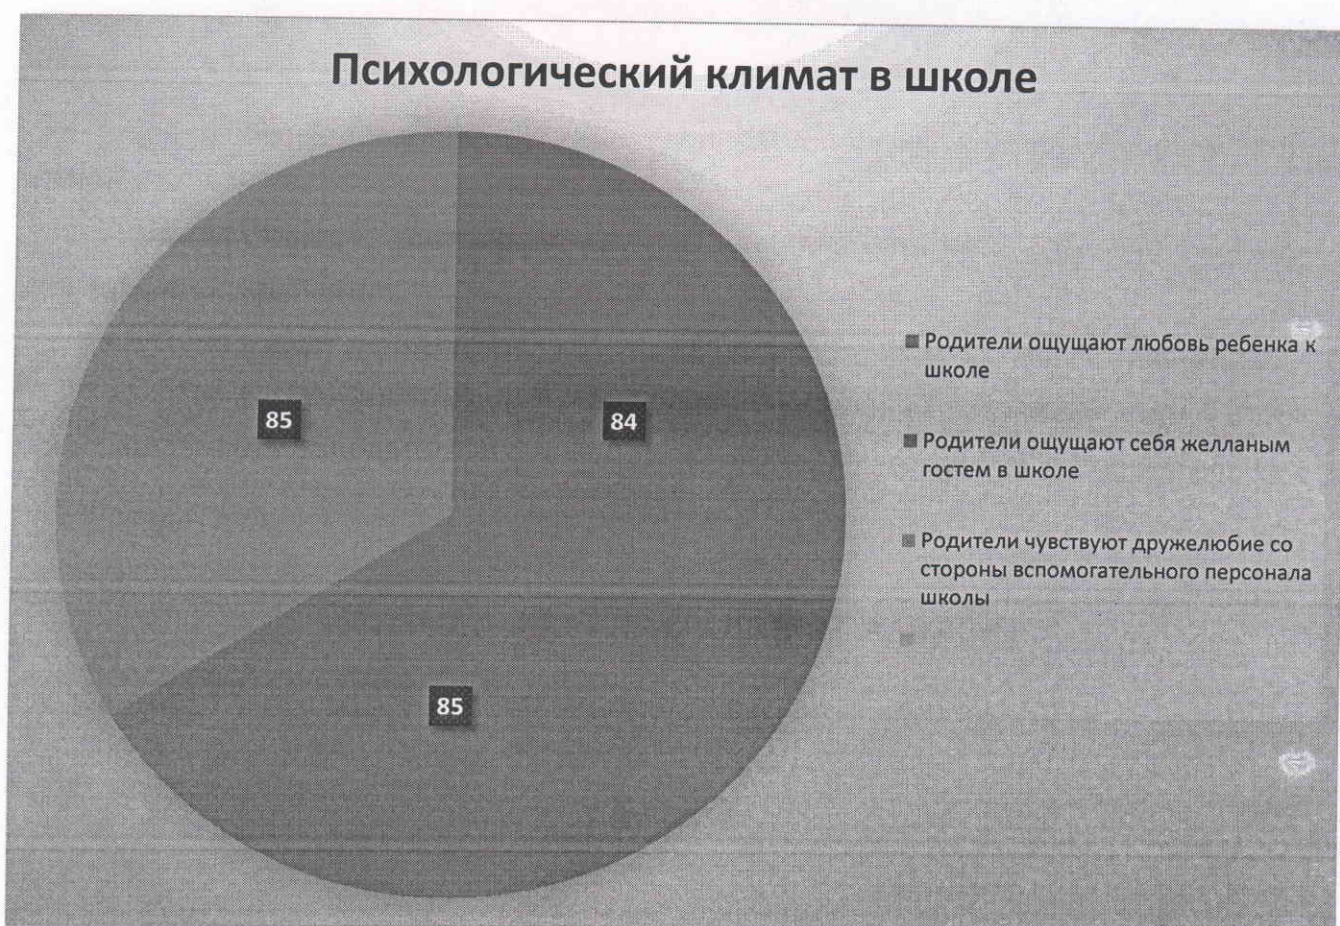 Психологический климат в школе
85
84
85
Родители ощущают любовь ребенка к
школе
Родители ощущают себя желланым
гостем в школе
Родители чувствуют дружелюбие со
стороны вспомогательного персонала
школы